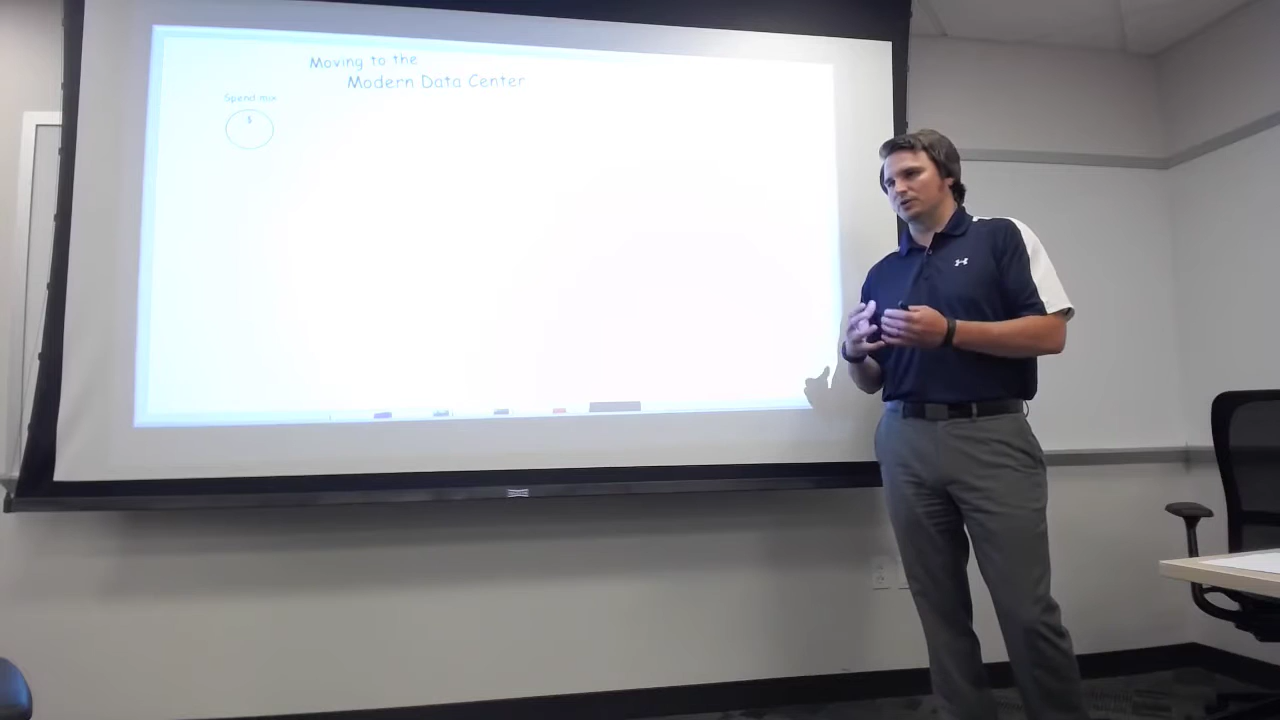 Moving to the
Modern Data Center
Spend mix
$